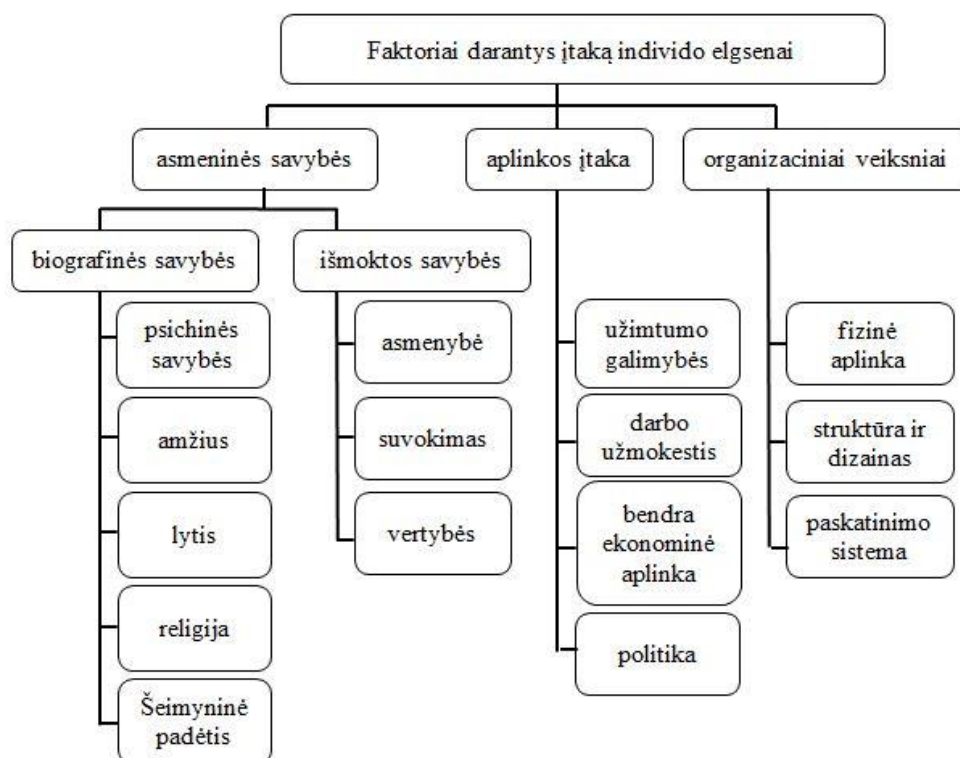 Faktoriai darantys įtaką individo elgsenai
asmeninės savybės
aplinkos įtaka
organizaciniai veiksniai
biografinės savybės
išmoktos savybės
psichinės
savybės
amžius
lytis
religija
Šeimyninė
padėtis
asmenybė
suvokimas
vertybės
užimtumo
galimybės
darbo
užmokestis
bendra
ekonominė
aplinka
politika
fizinė
aplinka
struktūra ir
dizainas
paskatinimo
sistema